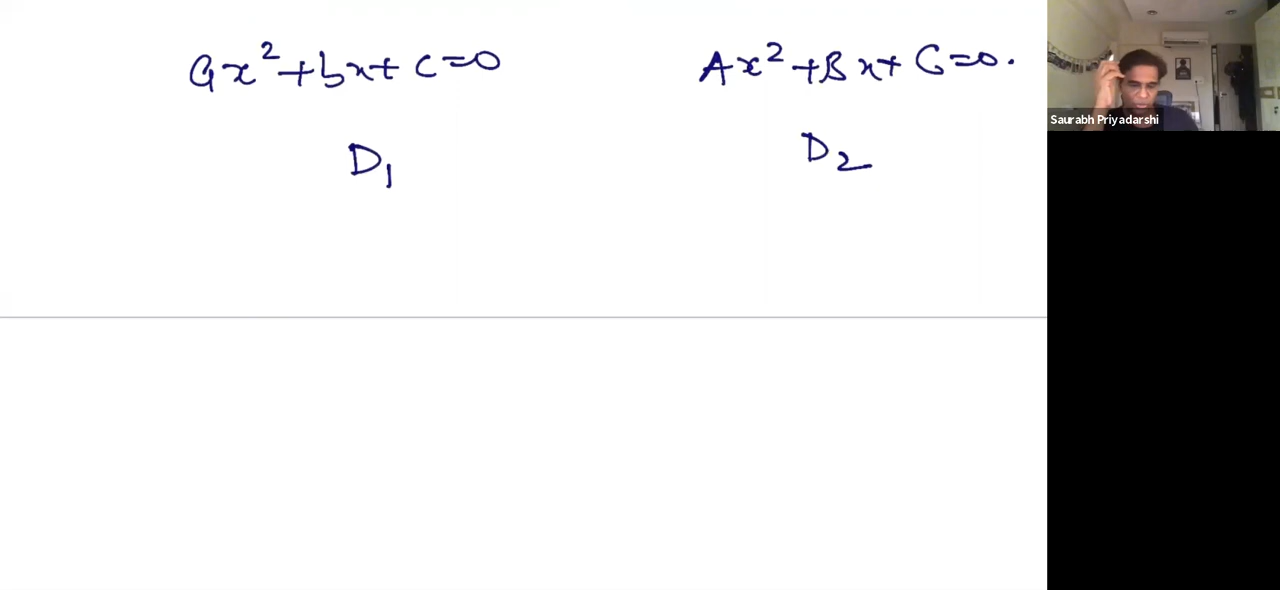 ax²+bx+c=0 Ax²+Bx+C=0.
D₁ D₂
Saurabh Priyadarshi